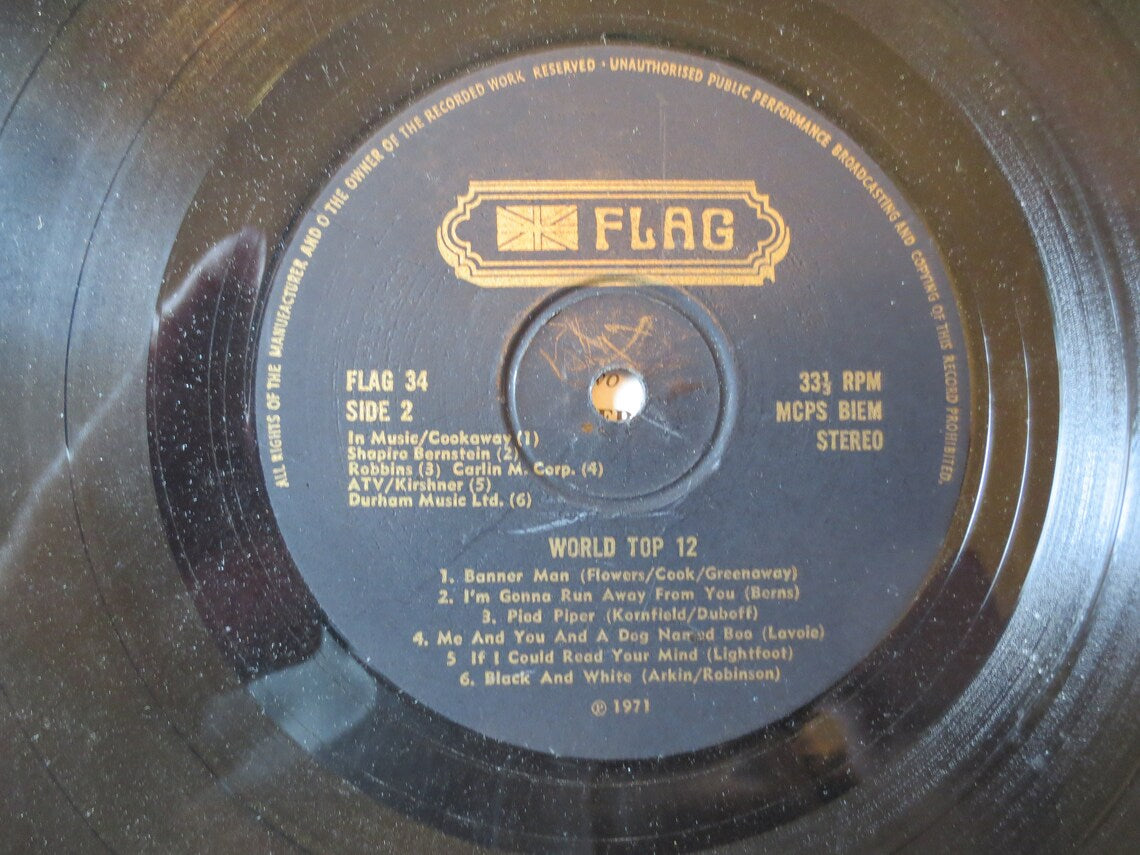 ALL RIGHTS OF THE MANUFACTURER, AND O THE OWNER OF THE RECORDED WORK RESERVED · UNAUTHORISED PUBLIC PERFORMANCE BROADCASTING AND COPYING OF THIS RECORD PROHIBITED.
FLAG
FLAG 34
SIDE 2
33⅓ RPM
MCPS BIEM
STEREO
In Music/Cookaway (1)
Shapiro Bernstein (2)
Robbins (3) Carlin M. Corp. (4)
ATV/Kirshner (5)
Durham Music Ltd. (6)
WORLD TOP 12
1. Banner Man (Flowers/Cook/Greenaway)
2. I'm Gonna Run Away From You (Berns)
3. Pied Piper (Kornfield/Duboff)
4. Me And You And A Dog Named Boo (Lavoie)
5 If I Could Read Your Mind (Lightfoot)
6. Black And White (Arkin/Robinson)
℗ 1971